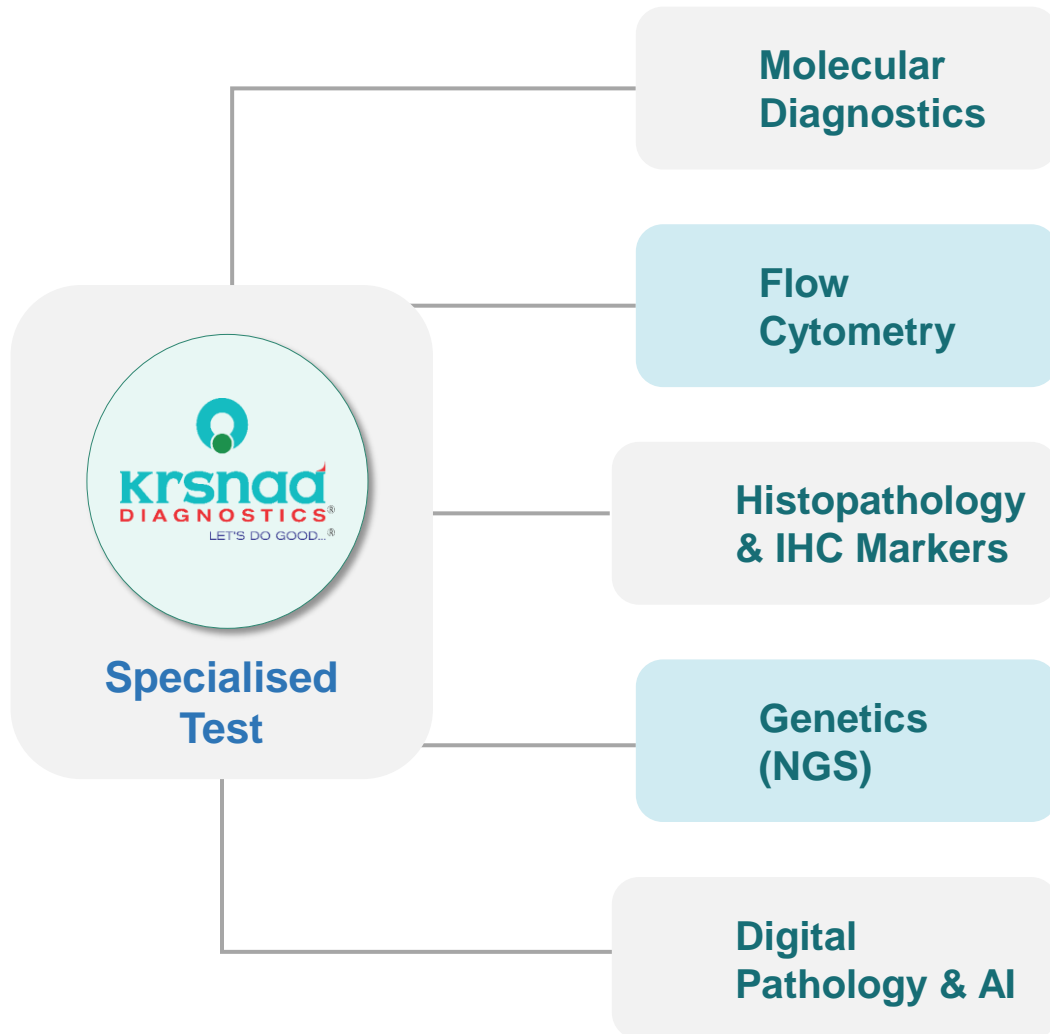 Molecular
Diagnostics
Flow
Cytometry
krsnaa
DIAGNOSTICS®
LET'S DO GOOD...®
Specialised
Test
Histopathology
& IHC Markers
Genetics
(NGS)
Digital
Pathology & AI